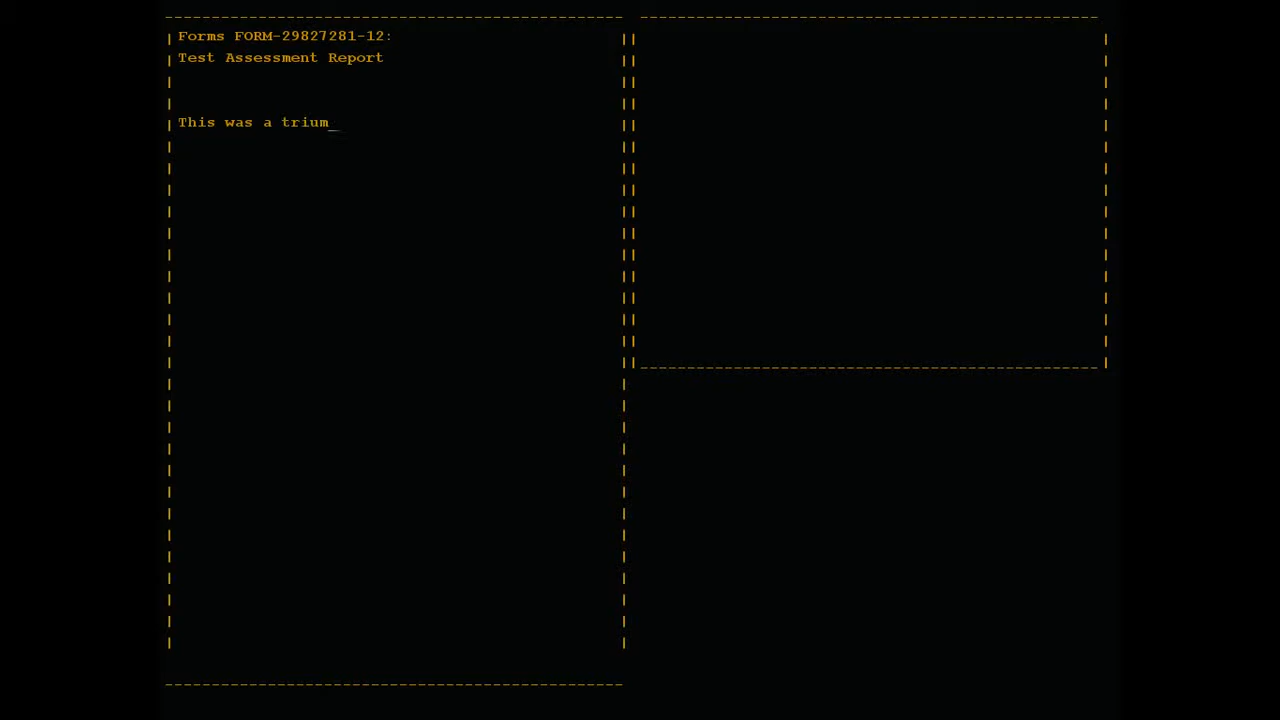 Forms FORM-29827281-12:
Test Assessment Report
This was a trium_